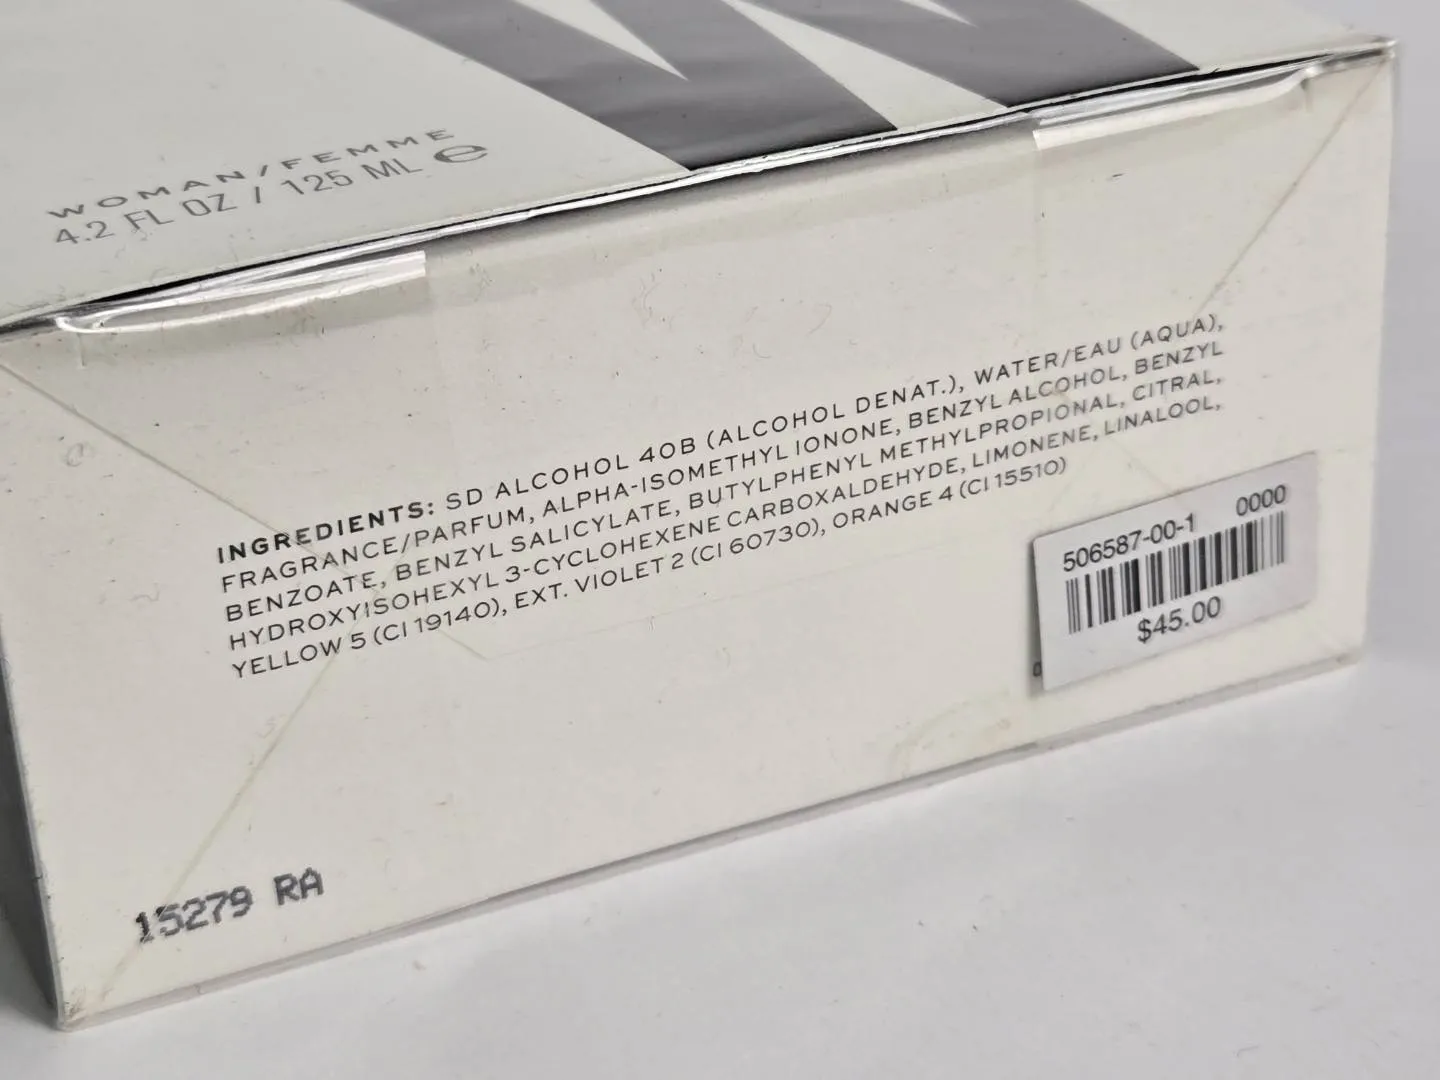 WOMAN/FEMME
4.2 FL OZ / 125 ML ℮
INGREDIENTS: SD ALCOHOL 40B (ALCOHOL DENAT.), WATER/EAU (AQUA),
FRAGRANCE/PARFUM, ALPHA-ISOMETHYL IONONE, BENZYL ALCOHOL, BENZYL
BENZOATE, BENZYL SALICYLATE, BUTYLPHENYL METHYLPROPIONAL, CITRAL,
HYDROXYISOHEXYL 3-CYCLOHEXENE CARBOXALDEHYDE, LIMONENE, LINALOOL,
YELLOW 5 (CI 19140), EXT. VIOLET 2 (CI 60730), ORANGE 4 (CI 15510)
506587-00-1 0000
$45.00
15279 RA